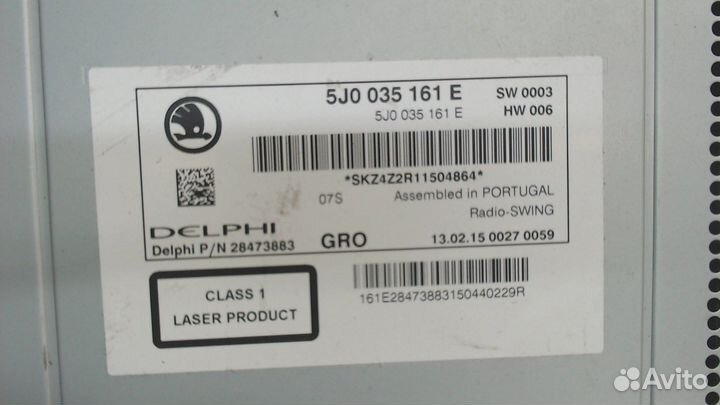 5J0 035 161 E SW 0003
5J0 035 161 E HW 006
*SKZ4Z2R11504864*
07S Assembled in PORTUGAL
Radio-SWING
DELPHI
Delphi P/N 28473883 GRO 13.02.15 0027 0059
CLASS 1
LASER PRODUCT
161E28473883150440229R
Avito